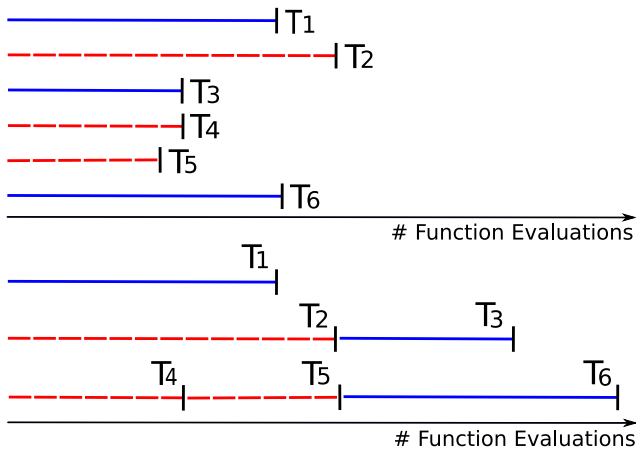 T1
T2
T3
T4
T5
T6
# Function Evaluations
T1
T2 T3
T4 T5 T6
# Function Evaluations